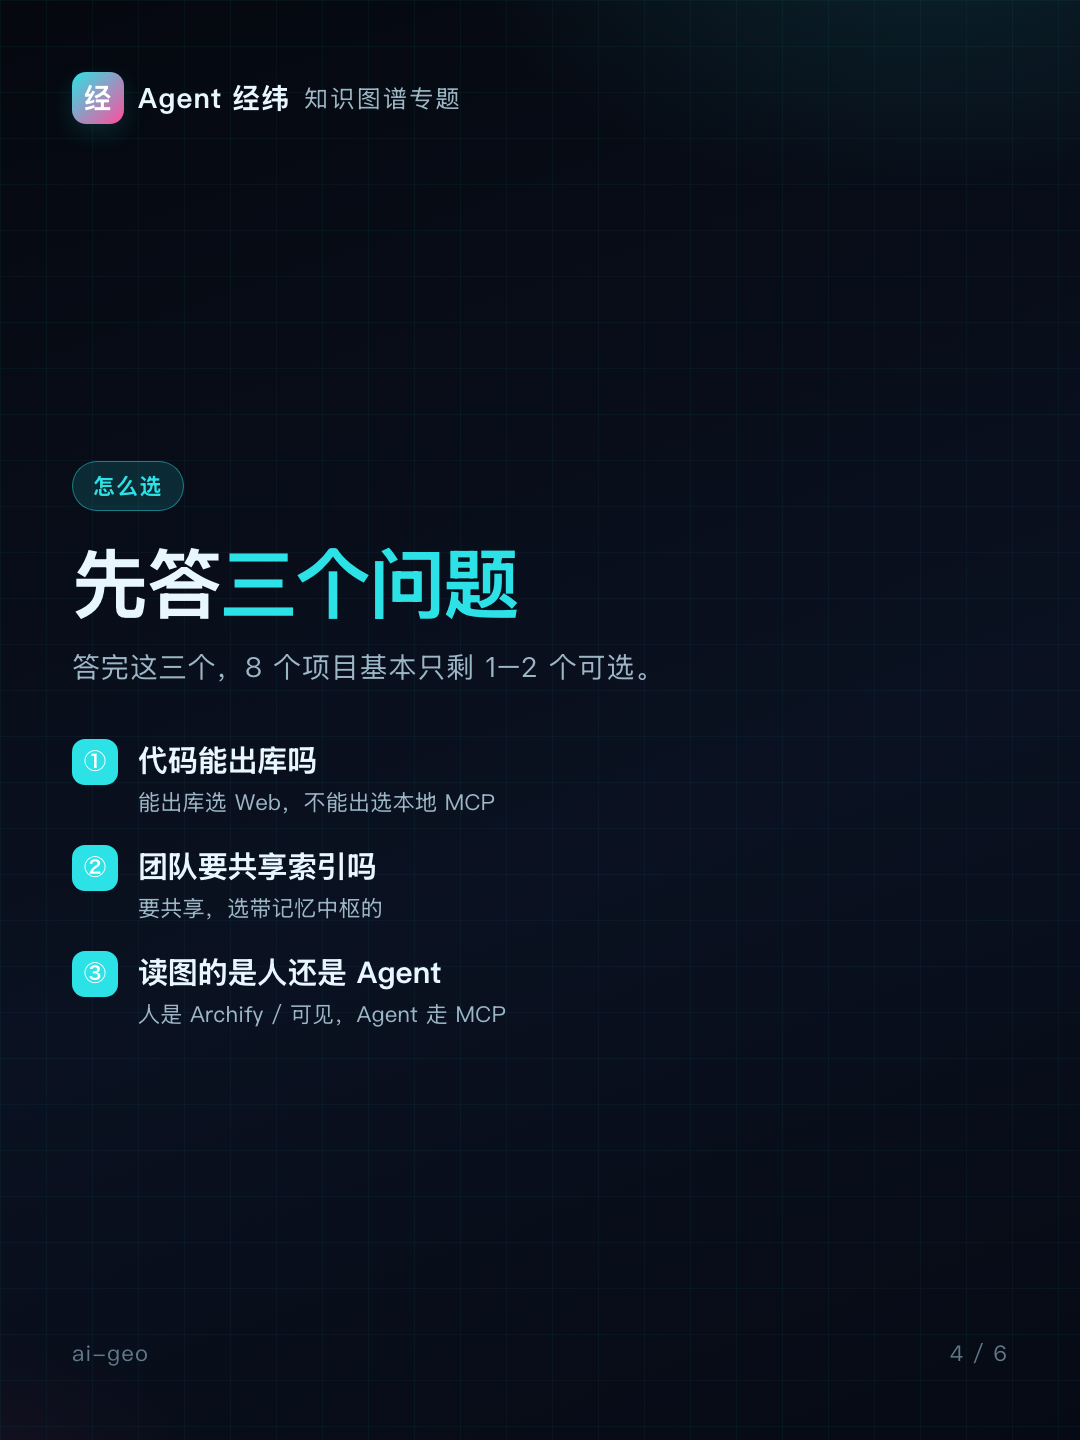 经 Agent 经纬 知识图谱专题
怎么选
先答三个问题
答完这三个，8 个项目基本只剩 1—2 个可选。
① 代码能出库吗
能出库选 Web，不能出选本地 MCP
② 团队要共享索引吗
要共享，选带记忆中枢的
③ 读图的是人还是 Agent
人是 Archify / 可见，Agent 走 MCP
ai-geo
4 / 6